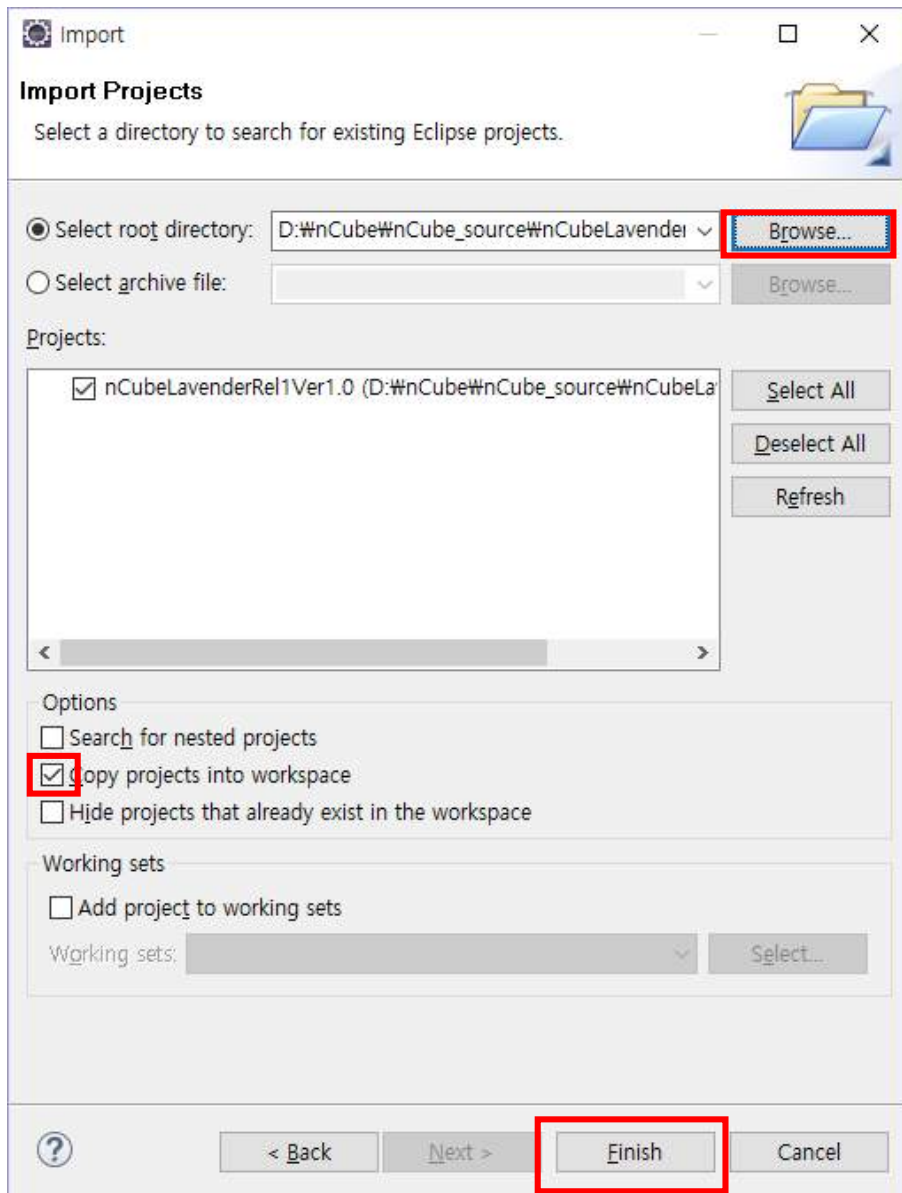 Import
Import Projects
Select a directory to search for existing Eclipse projects.
Select root directory: D:₩nCube₩nCube_source₩nCubeLavender Browse...
Select archive file: Browse...
Projects:
nCubeLavenderRel1Ver1.0 (D:₩nCube₩nCube_source₩nCubeLa
Select All
Deselect All
Refresh
Options
Search for nested projects
Copy projects into workspace
Hide projects that already exist in the workspace
Working sets
Add project to working sets
Working sets: Select...
? < Back Next > Finish Cancel